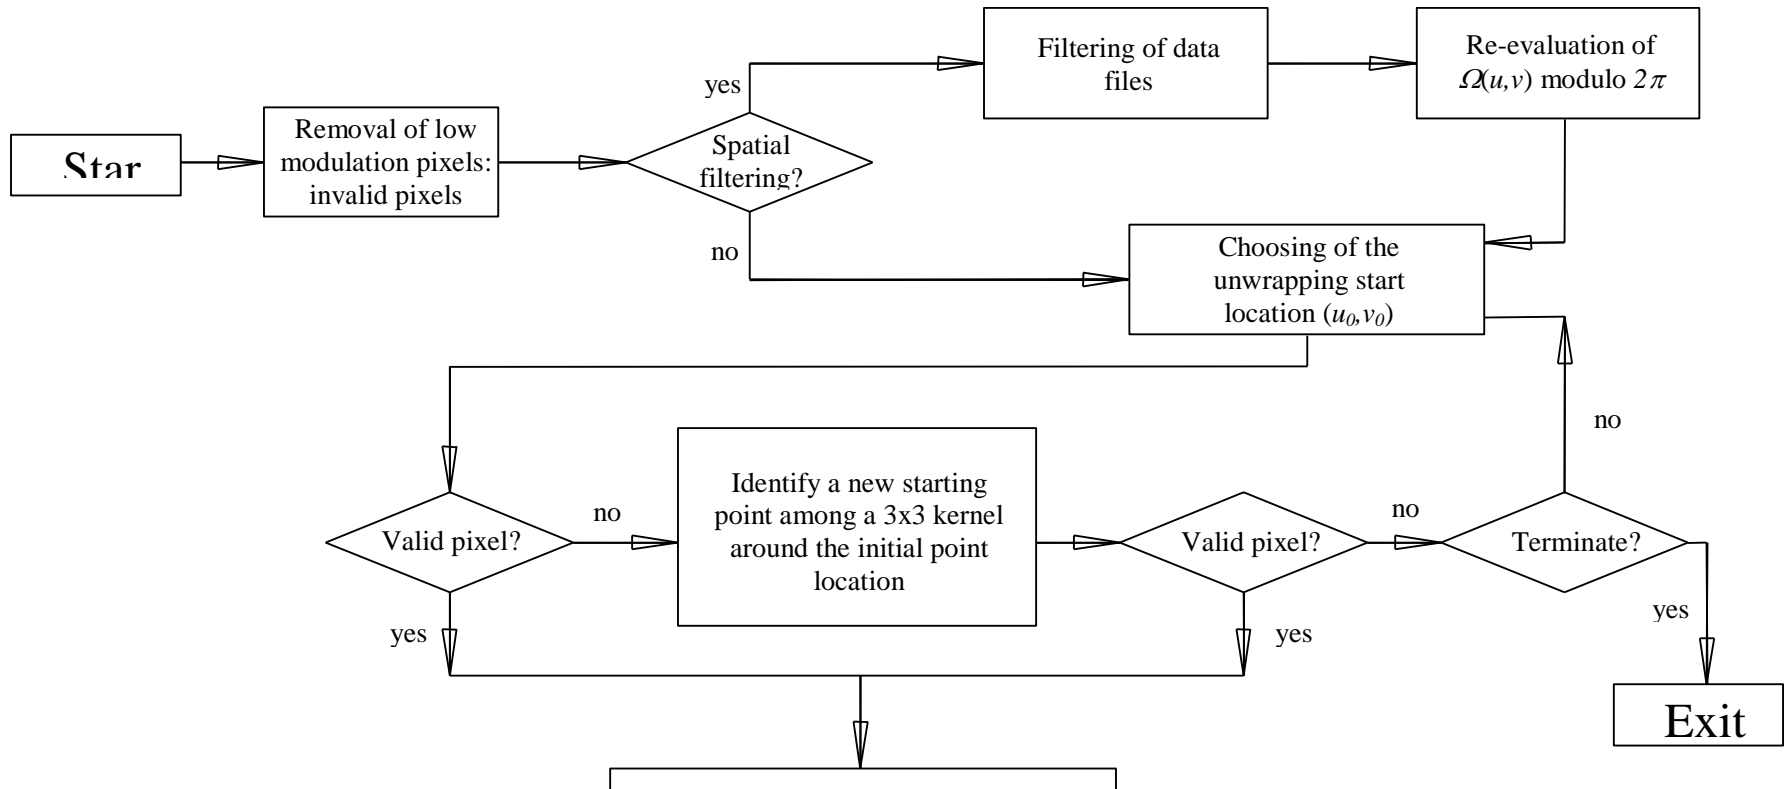 Star
Removal of low
modulation pixels:
invalid pixels
Spatial
filtering?
yes
Filtering of data
files
Re-evaluation of
Ω(u,v) modulo 2π
no
Choosing of the
unwrapping start
location (u₀,v₀)
Valid pixel?
no
Identify a new starting
point among a 3x3 kernel
around the initial point
location
Valid pixel?
no
Terminate?
no
yes
yes
yes
Exit